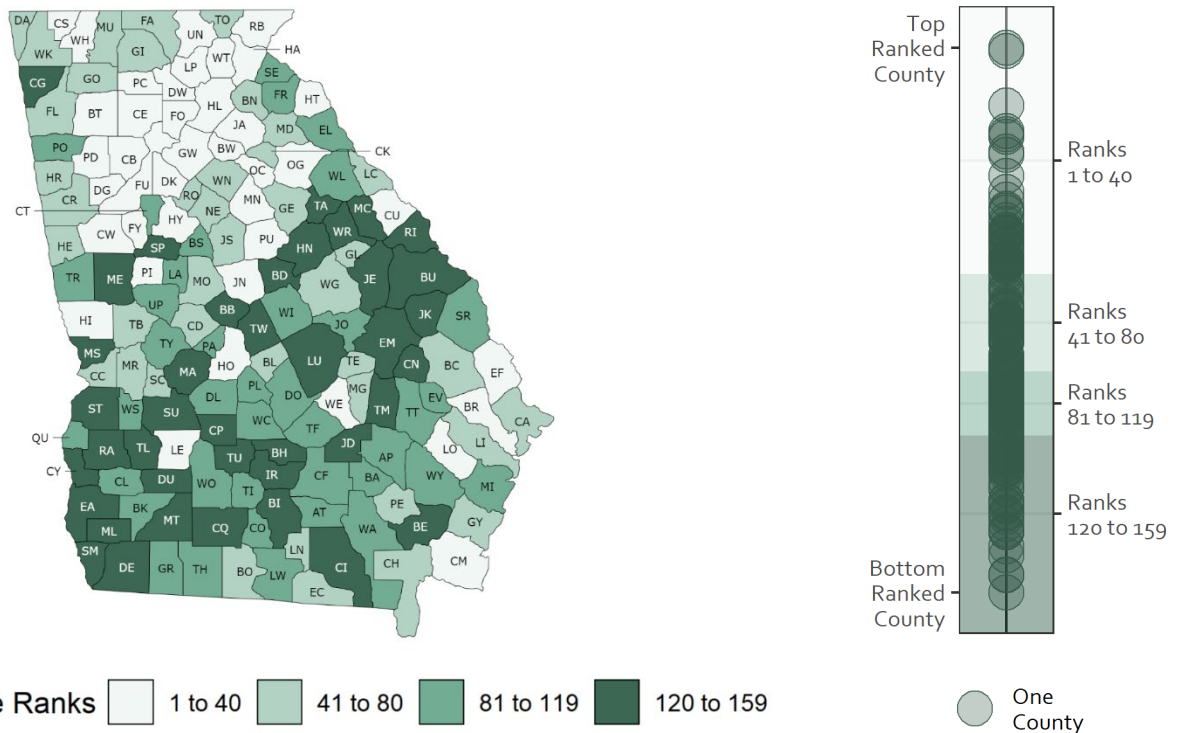 DA CS MU FA UN TO RB
WH
WK GI LP WT HA
CG GO PC DW SE
FL BT CE FO HL BN FR HT
JA MD EL
PO PD CB GW BW CK
HR DG FU DK WN OC OG WL LC
CR RO MN
CT NE GE TA MC CU
HE CW FY HY BS JS PU HN WR RI
SP GL
TR ME PI LA MO JN BD WG JE BU
UP BB WI JK SR
HI TB CD TW JO
MS TY PA EM
CC MR SC MA HO BL LU TE CN BC EF
ST WS SU DL PL DO WE MG TM TT EV BR CA
QU CP WC TF JD LO LI
RA TL LE TU BH AP
CY CL DU WO TI IR CF BA WY MI
EA BK MT CQ CO BI AT WA PE BE GY
ML
SM DE GR TH BO LW LN CI CH CM
EC
Top
Ranked
County
Ranks
1 to 40
Ranks
41 to 80
Ranks
81 to 119
Ranks
120 to 159
Bottom
Ranked
County
e Ranks 1 to 40 41 to 80 81 to 119 120 to 159
One
County